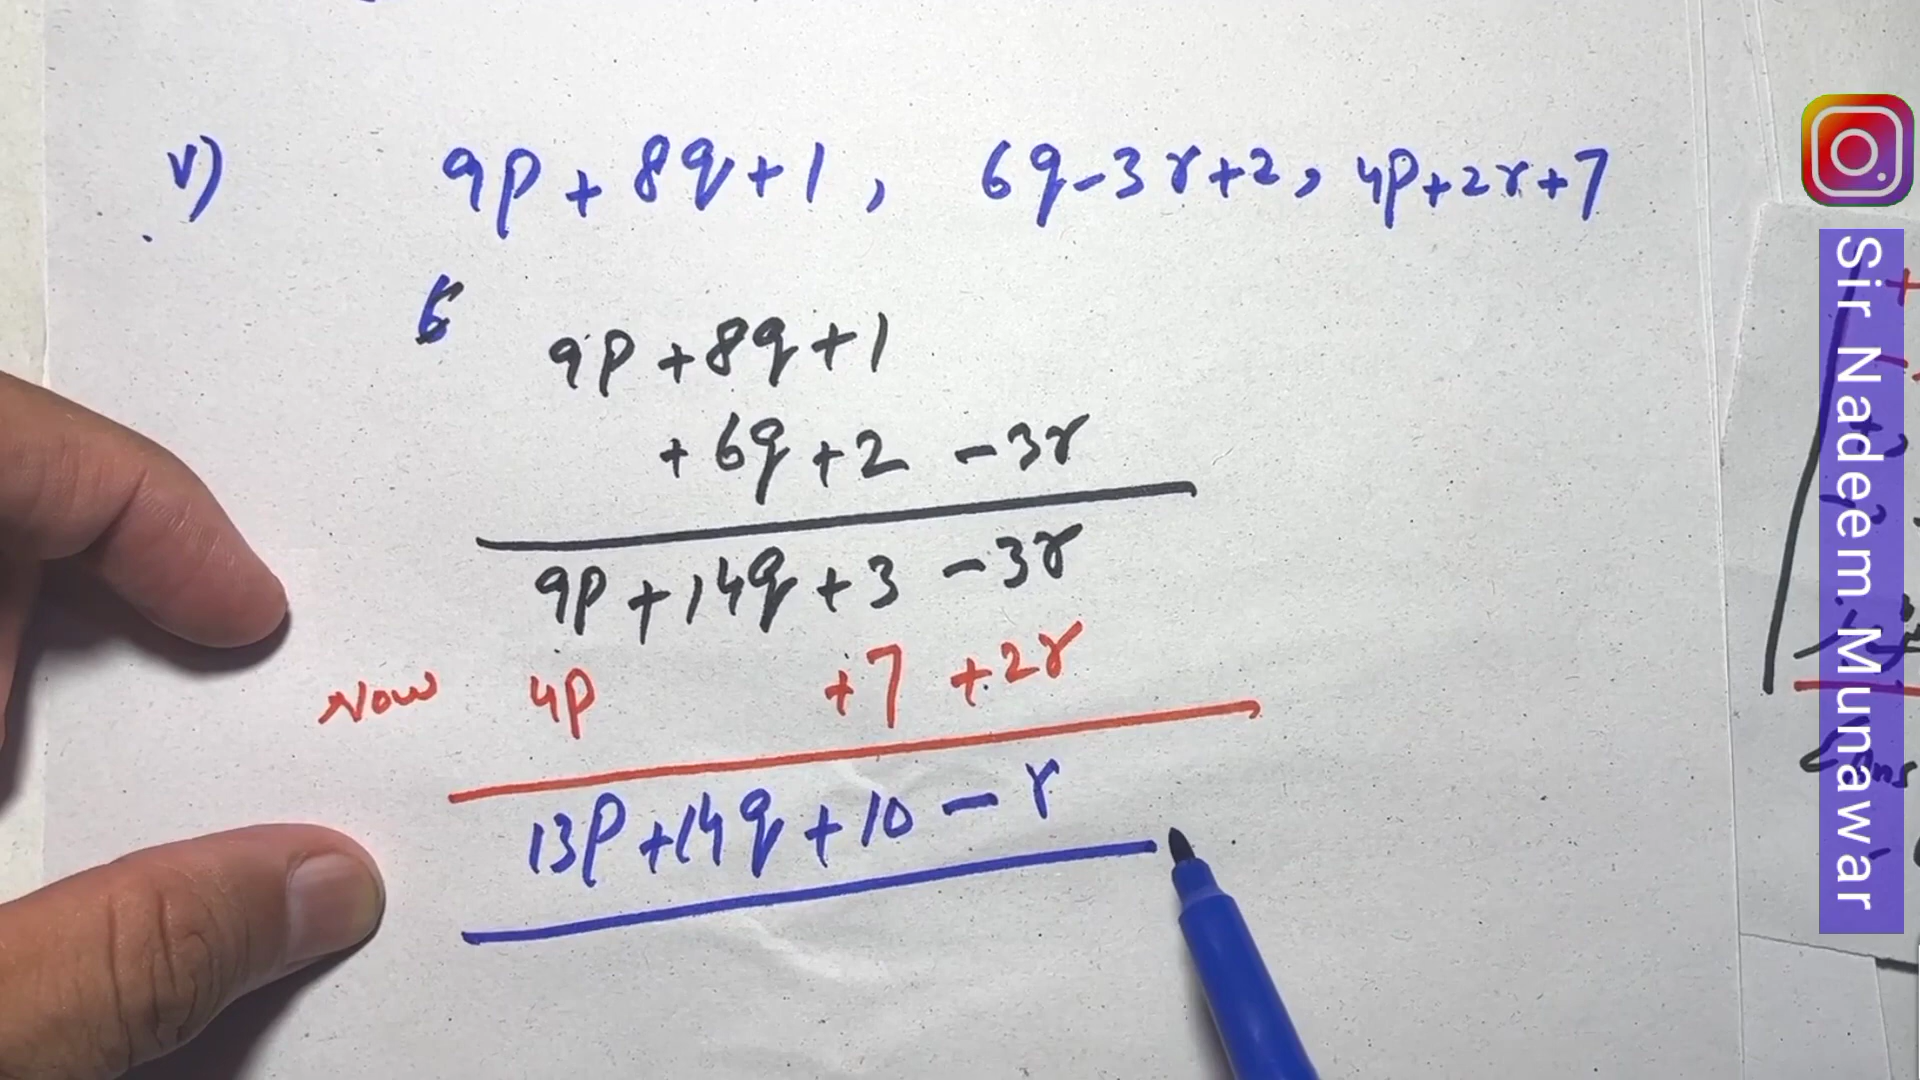 v) 9p + 8q + 1, 6q - 3r + 2, 4p + 2r + 7
6
9p + 8q + 1
+ 6q + 2 - 3r
9p + 14q + 3 - 3r
Now 4p + 7 + 2r
13p + 14q + 10 - r
Sir Nadeem Munawar